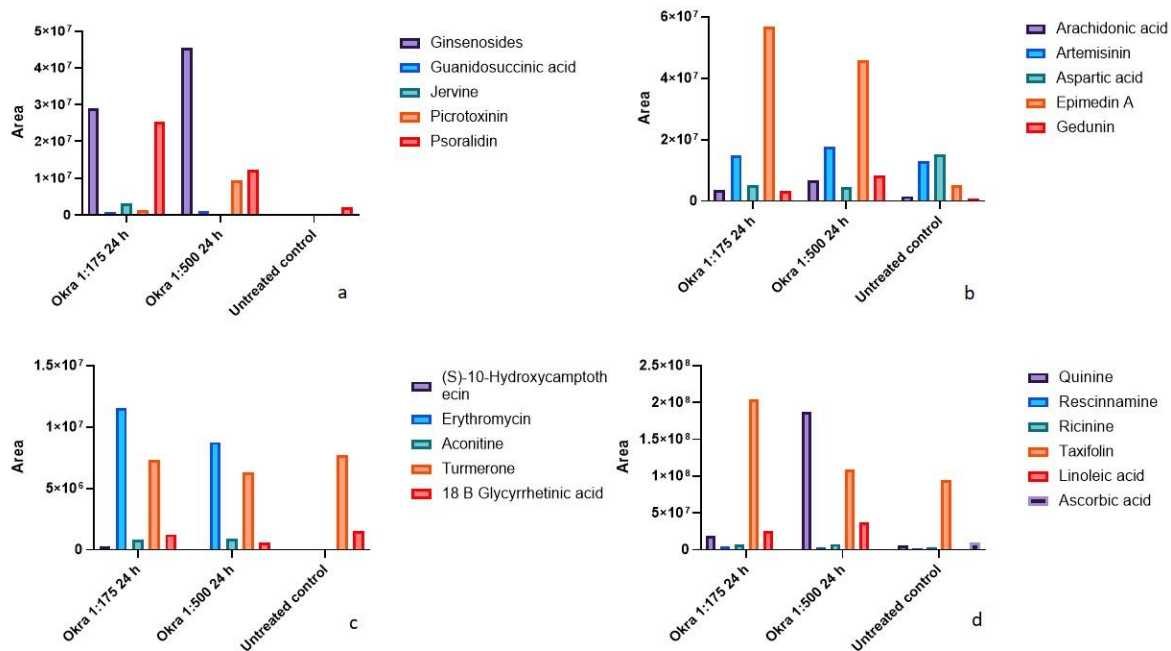 5×10⁷
4×10⁷
3×10⁷
2×10⁷
1×10⁷
0
Area
Okra 1:175 24 h
Okra 1:500 24 h
Untreated control
Ginsenosides
Guanidosuccinic acid
Jervine
Picrotoxinin
Psoralidin
a
6×10⁷
4×10⁷
2×10⁷
0
Area
Okra 1:175 24 h
Okra 1:500 24 h
Untreated control
Arachidonic acid
Artemisinin
Aspartic acid
Epimedin A
Gedunin
b
1.5×10⁷
1×10⁷
5×10⁶
0
Area
Okra 1:175 24 h
Okra 1:500 24 h
Untreated control
(S)-10-Hydroxycamptoth
ecin
Erythromycin
Aconitine
Turmerone
18 B Glycyrrhetinic acid
c
2.5×10⁸
2×10⁸
1.5×10⁸
1×10⁸
5×10⁷
0
Area
Okra 1:175 24 h
Okra 1:500 24 h
Untreated control
Quinine
Rescinnamine
Ricinine
Taxifolin
Linoleic acid
Ascorbic acid
d